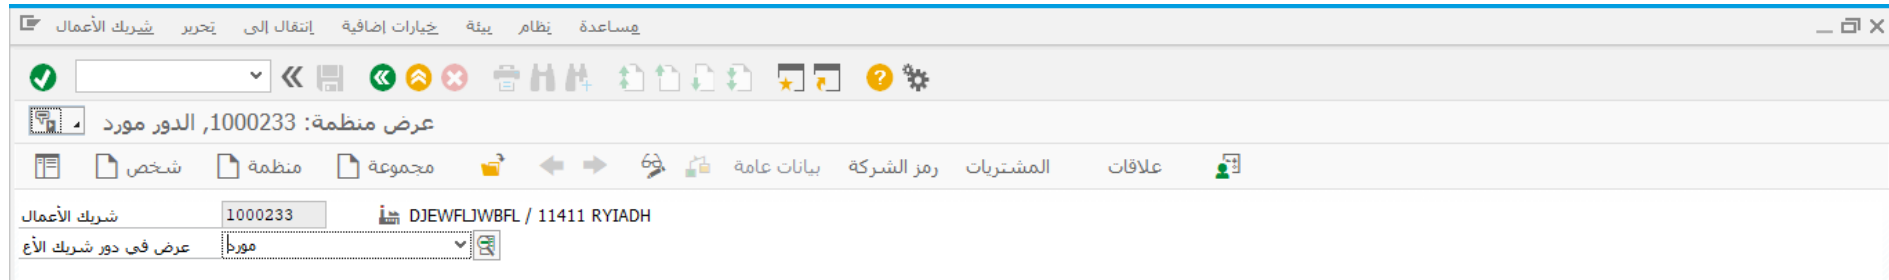 شريك الأعمال تحرير إنتقال إلى خيارات إضافية بيئة نظام مساعدة
عرض منظمة: 1000233, الدور مورد
شخص منظمة مجموعة بيانات عامة رمز الشركة المشتريات علاقات
شريك الأعمال 1000233 DJEWFLJWBFL / 11411 RYIADH
عرض في دور شريك الأع مورد